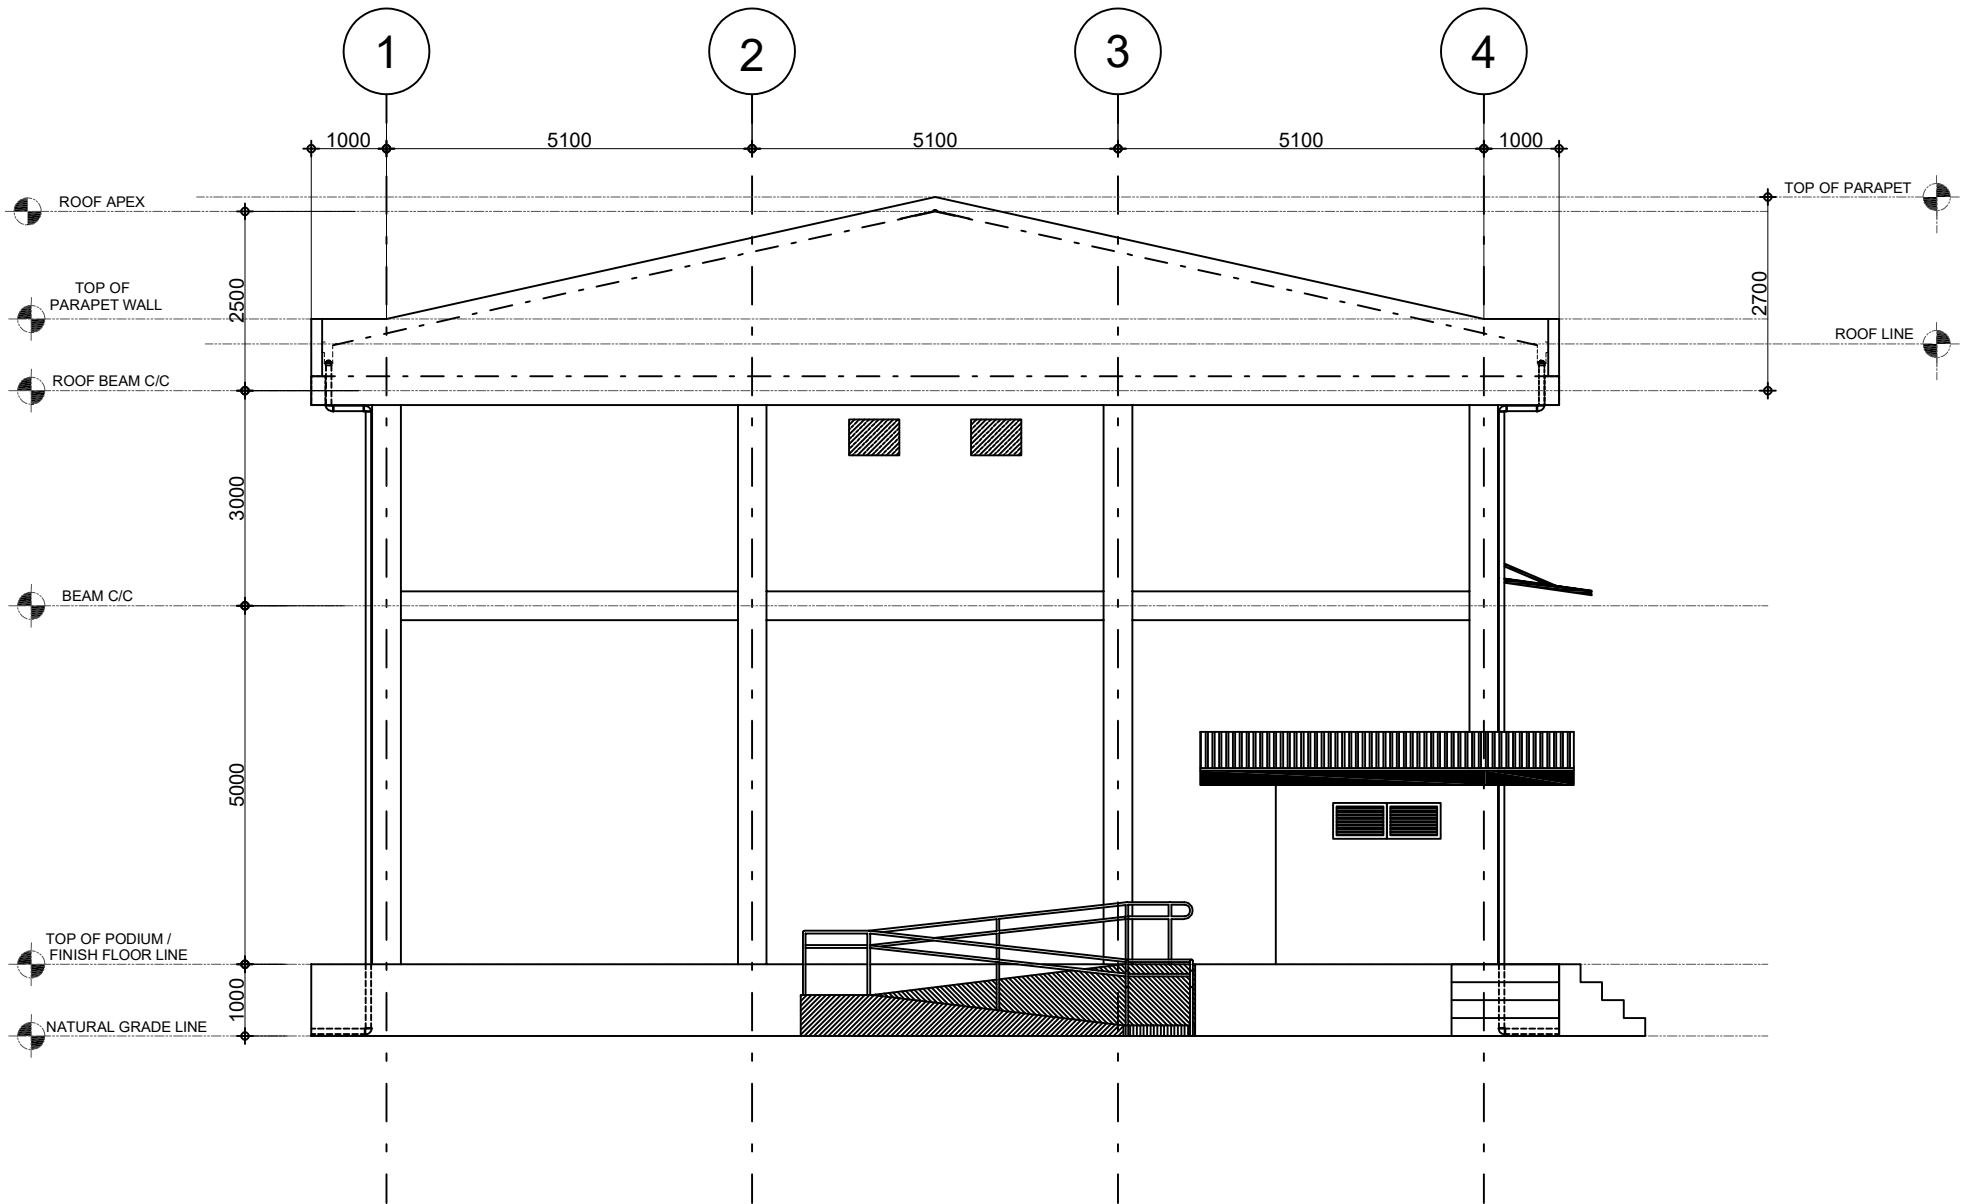 1
2
3
4
1000
5100
5100
5100
1000
ROOF APEX
TOP OF PARAPET
2500
TOP OF
PARAPET WALL
2700
ROOF LINE
ROOF BEAM C/C
3000
BEAM C/C
5000
TOP OF PODIUM /
FINISH FLOOR LINE
1000
NATURAL GRADE LINE